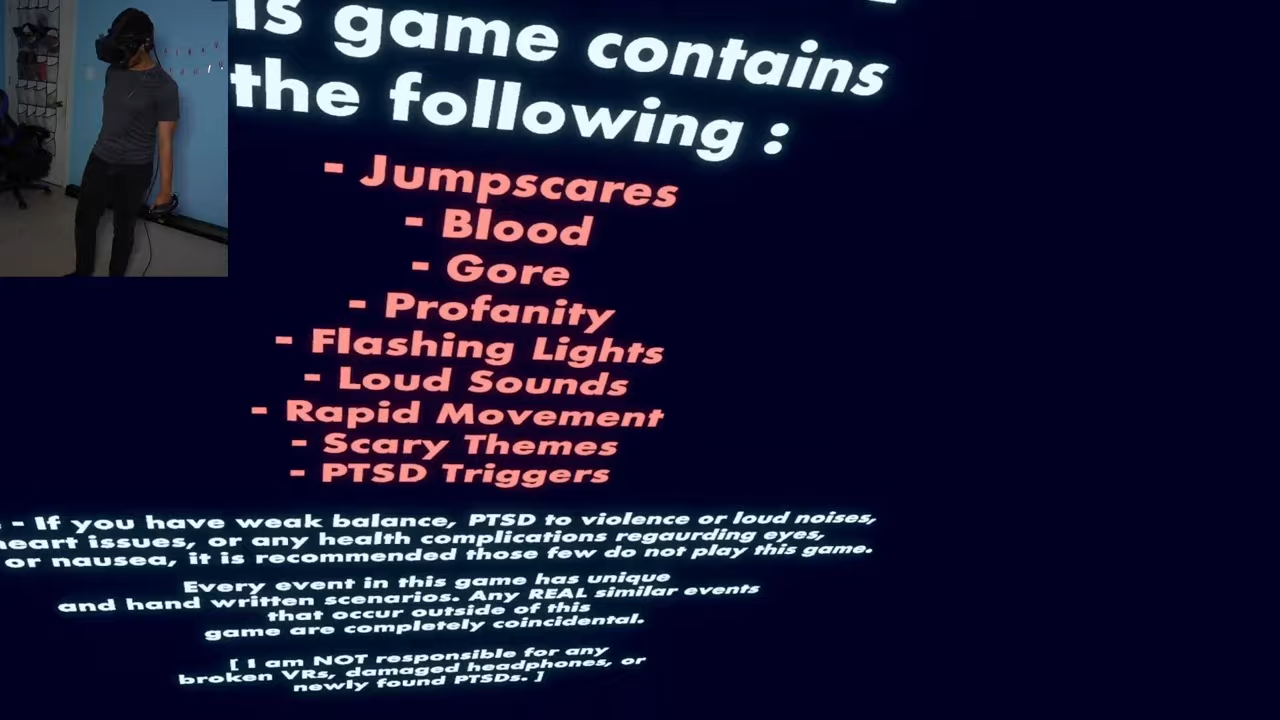 is game contains
the following :
- Jumpscares
- Blood
- Gore
- Profanity
- Flashing Lights
- Loud Sounds
- Rapid Movement
- Scary Themes
- PTSD Triggers
- If you have weak balance, PTSD to violence or loud noises,
heart issues, or any health complications regaurding eyes,
or nausea, it is recommended those few do not play this game.
Every event in this game has unique
and hand written scenarios. Any REAL similar events
that occur outside of this
game are completely coincidental.
[ I am NOT responsible for any
broken VRs, damaged headphones, or
newly found PTSDs. ]